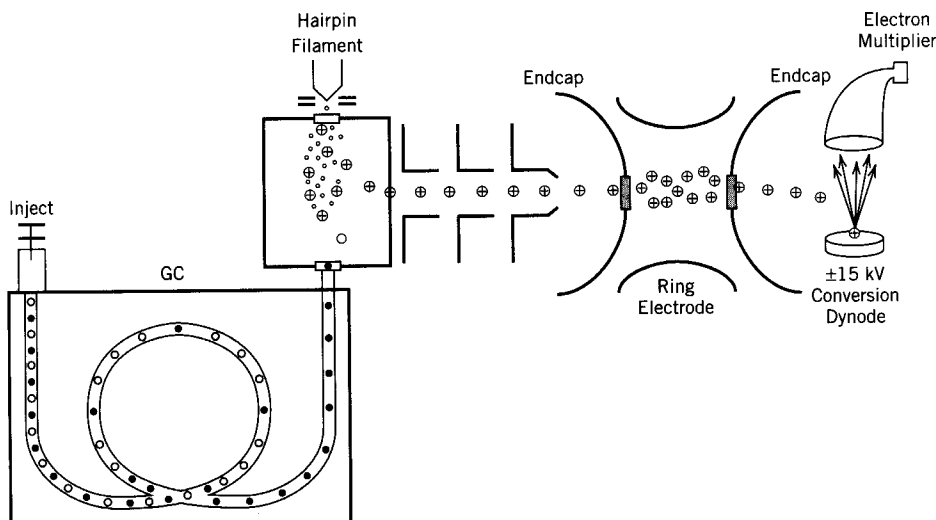 Hairpin
Filament
Endcap
Endcap
Electron
Multiplier
Inject
GC
Ring
Electrode
±15 kV
Conversion
Dynode